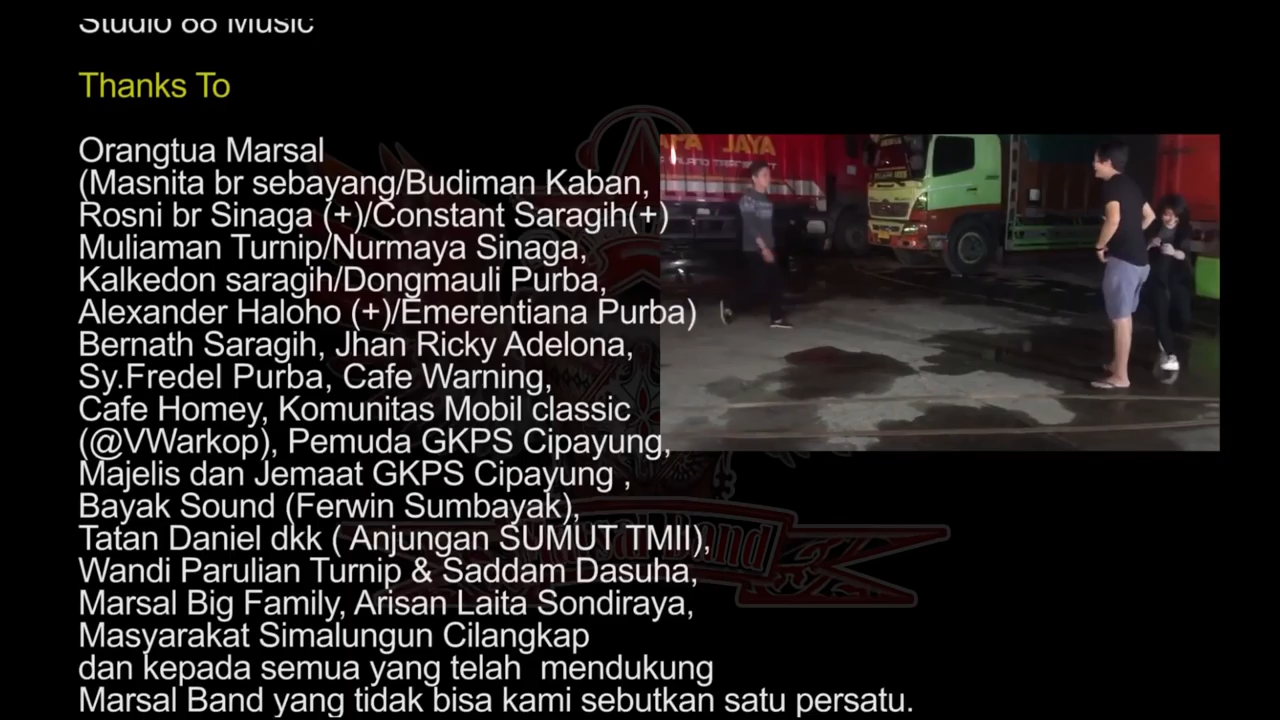 Studio 88 Music
Thanks To
Orangtua Marsal
(Masnita br sebayang/Budiman Kaban,
Rosni br Sinaga (+)/Constant Saragih(+)
Muliaman Turnip/Nurmaya Sinaga,
Kalkedon saragih/Dongmauli Purba,
Alexander Haloho (+)/Emerentiana Purba)
Bernath Saragih, Jhan Ricky Adelona,
Sy.Fredel Purba, Cafe Warning,
Cafe Homey, Komunitas Mobil classic
(@VWarkop), Pemuda GKPS Cipayung,
Majelis dan Jemaat GKPS Cipayung ,
Bayak Sound (Ferwin Sumbayak),
Tatan Daniel dkk ( Anjungan SUMUT TMII),
Wandi Parulian Turnip & Saddam Dasuha,
Marsal Big Family, Arisan Laita Sondiraya,
Masyarakat Simalungun Cilangkap
dan kepada semua yang telah  mendukung
Marsal Band yang tidak bisa kami sebutkan satu persatu.
JAYA
Marsal Band